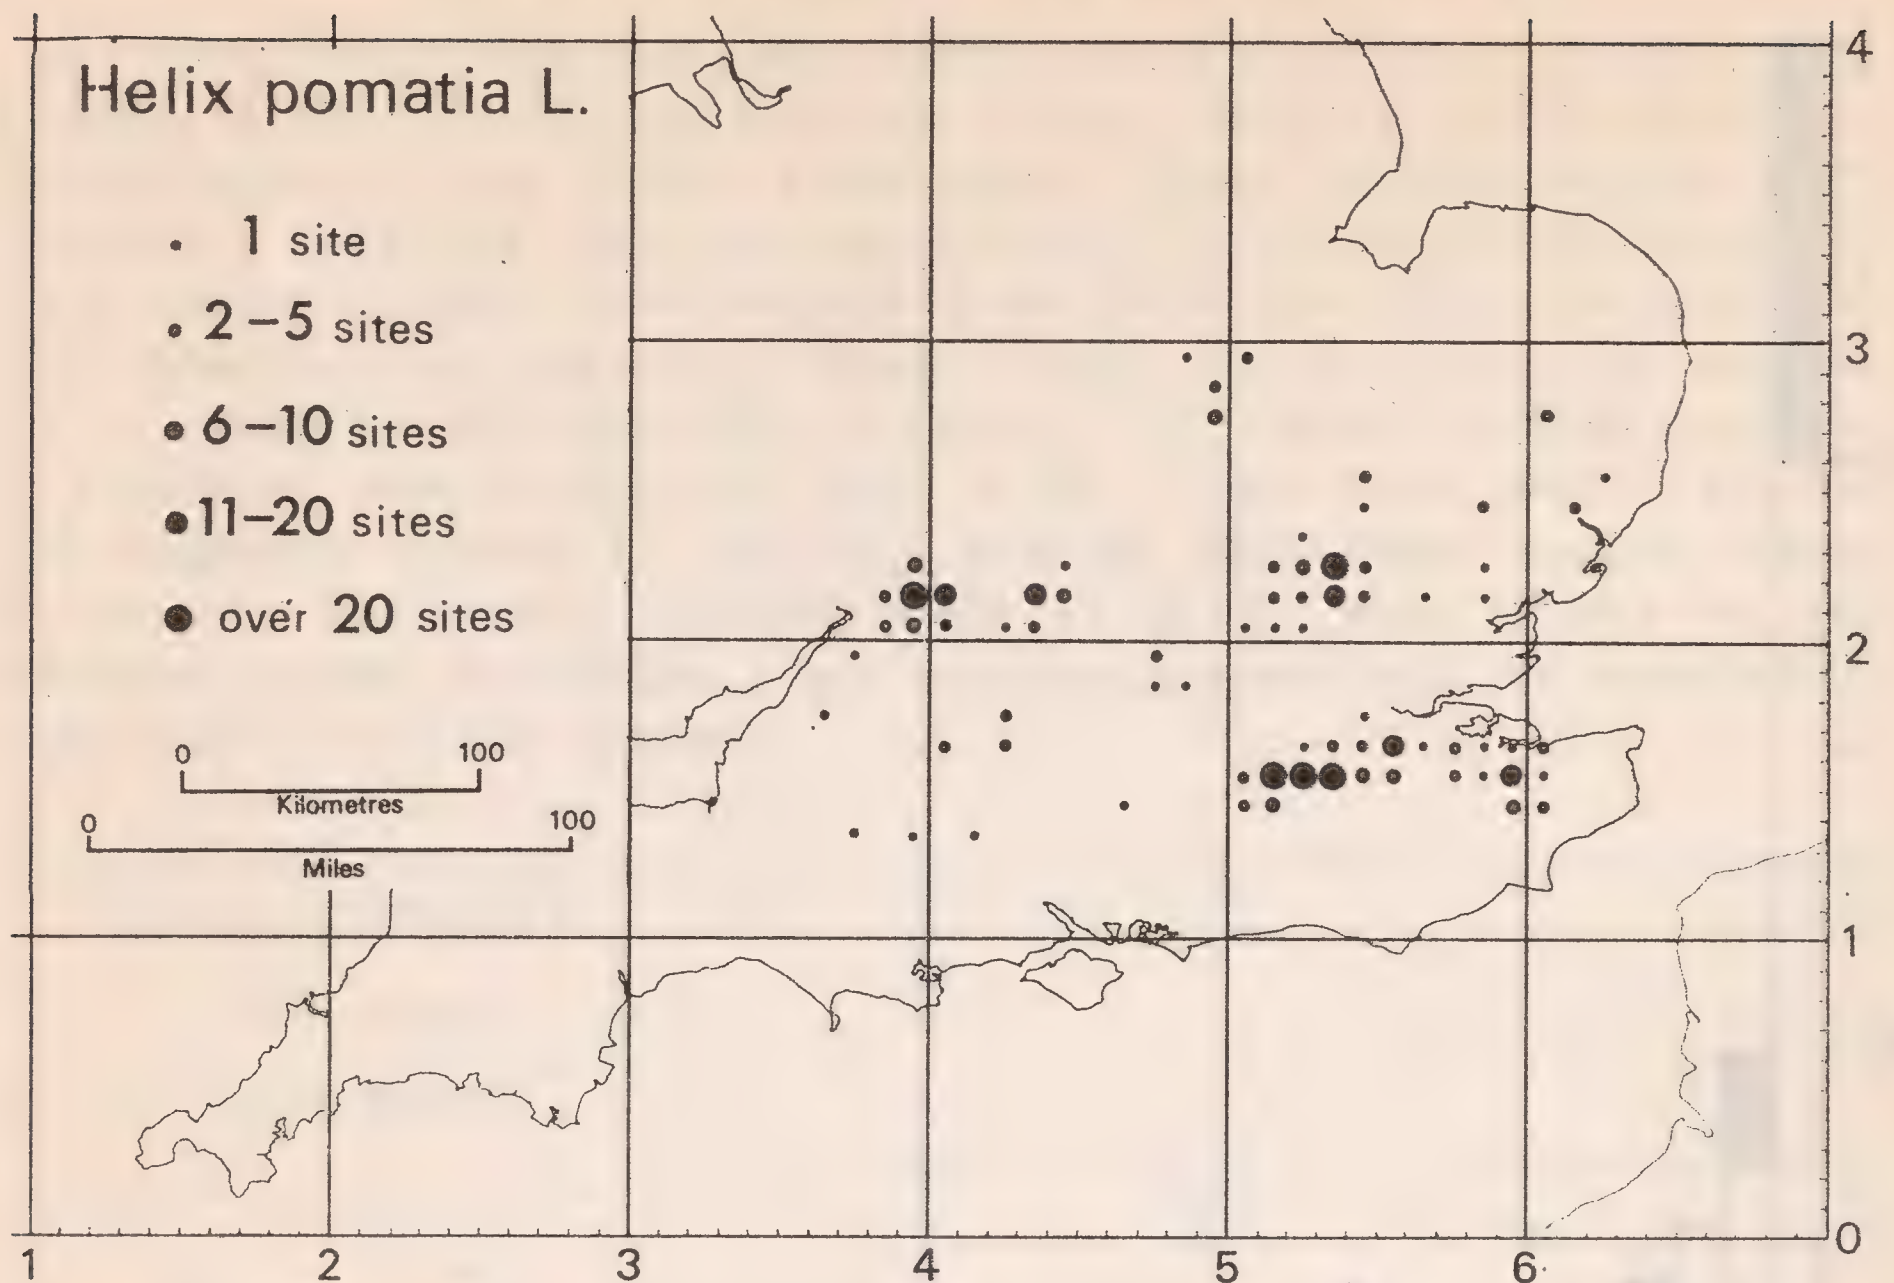 Helix pomatia L.
1 site
2–5 sites
6–10 sites
11–20 sites
over 20 sites
0 100
Kilometres
0 100
Miles
4
3
2
1
0
1 2 3 4 5 6